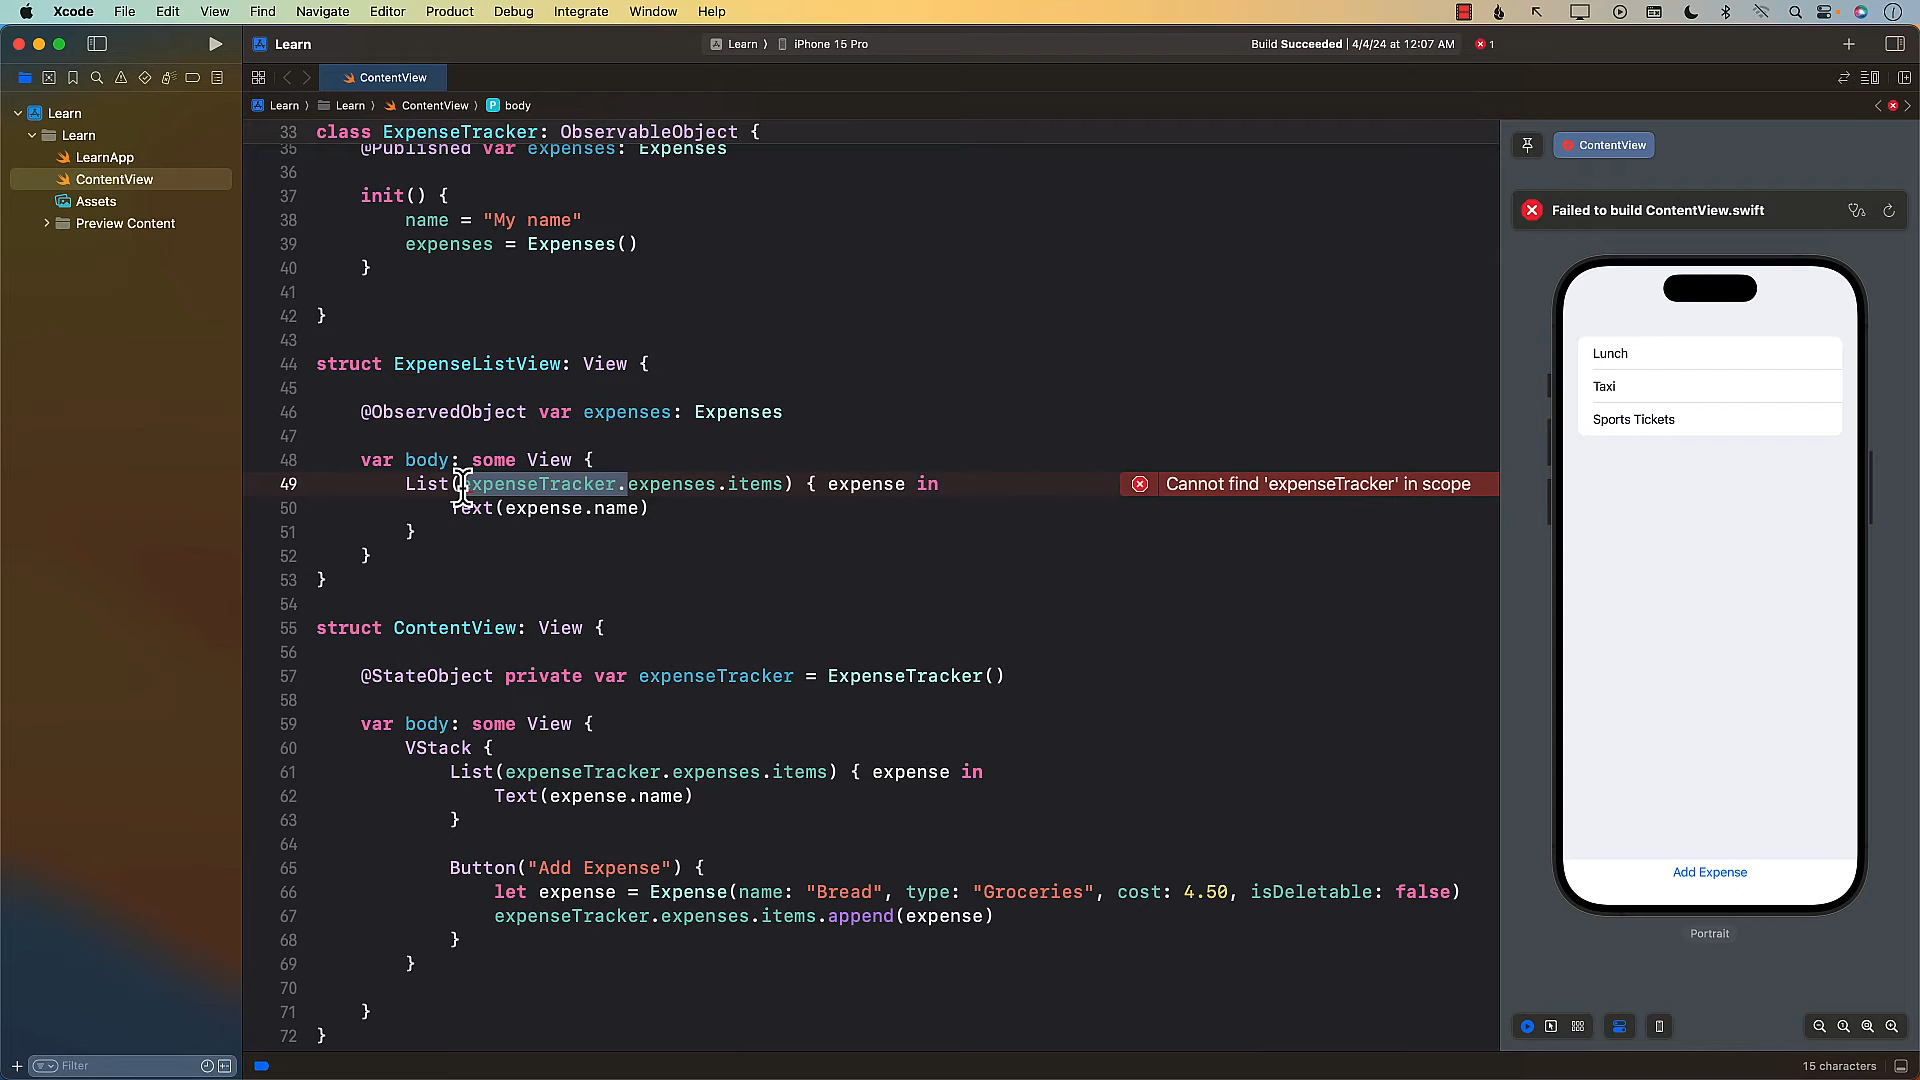 Xcode File Edit View Find Navigate Editor Product Debug Integrate Window Help
Learn
Learn ⟩ iPhone 15 Pro
Build Succeeded | 4/4/24 at 12:07 AM
1
ContentView
Learn ⟩ Learn ⟩ ContentView ⟩ P body
Learn
Learn
LearnApp
ContentView
Assets
Preview Content
33 class ExpenseTracker: ObservableObject {
35 @Published var expenses: Expenses
36
37 init() {
38 name = "My name"
39 expenses = Expenses()
40 }
41
42 }
43
44 struct ExpenseListView: View {
45
46 @ObservedObject var expenses: Expenses
47
48 var body: some View {
49 List(expenseTracker.expenses.items) { expense in
Cannot find 'expenseTracker' in scope
50 Text(expense.name)
51 }
52 }
53 }
54
55 struct ContentView: View {
56
57 @StateObject private var expenseTracker = ExpenseTracker()
58
59 var body: some View {
60 VStack {
61 List(expenseTracker.expenses.items) { expense in
62 Text(expense.name)
63 }
64
65 Button("Add Expense") {
66 let expense = Expense(name: "Bread", type: "Groceries", cost: 4.50, isDeletable: false)
67 expenseTracker.expenses.items.append(expense)
68 }
69 }
70
71 }
72 }
ContentView
Failed to build ContentView.swift
Lunch
Taxi
Sports Tickets
Add Expense
Portrait
Filter
15 characters